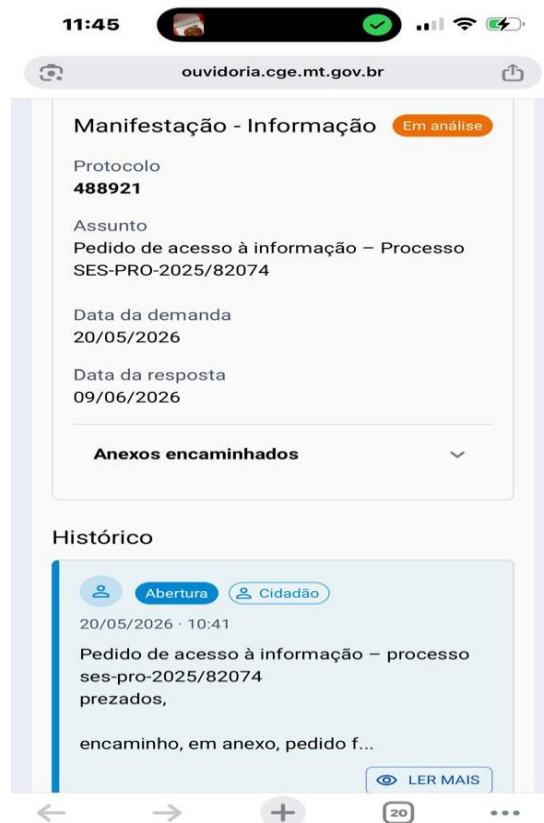 11:45
ouvidoria.cge.mt.gov.br
Manifestação - Informação Em análise
Protocolo
488921
Assunto
Pedido de acesso à informação – Processo
SES-PRO-2025/82074
Data da demanda
20/05/2026
Data da resposta
09/06/2026
Anexos encaminhados
Histórico
Abertura Cidadão
20/05/2026 · 10:41
Pedido de acesso à informação – processo
ses-pro-2025/82074
prezados,
encaminho, em anexo, pedido f...
LER MAIS
20